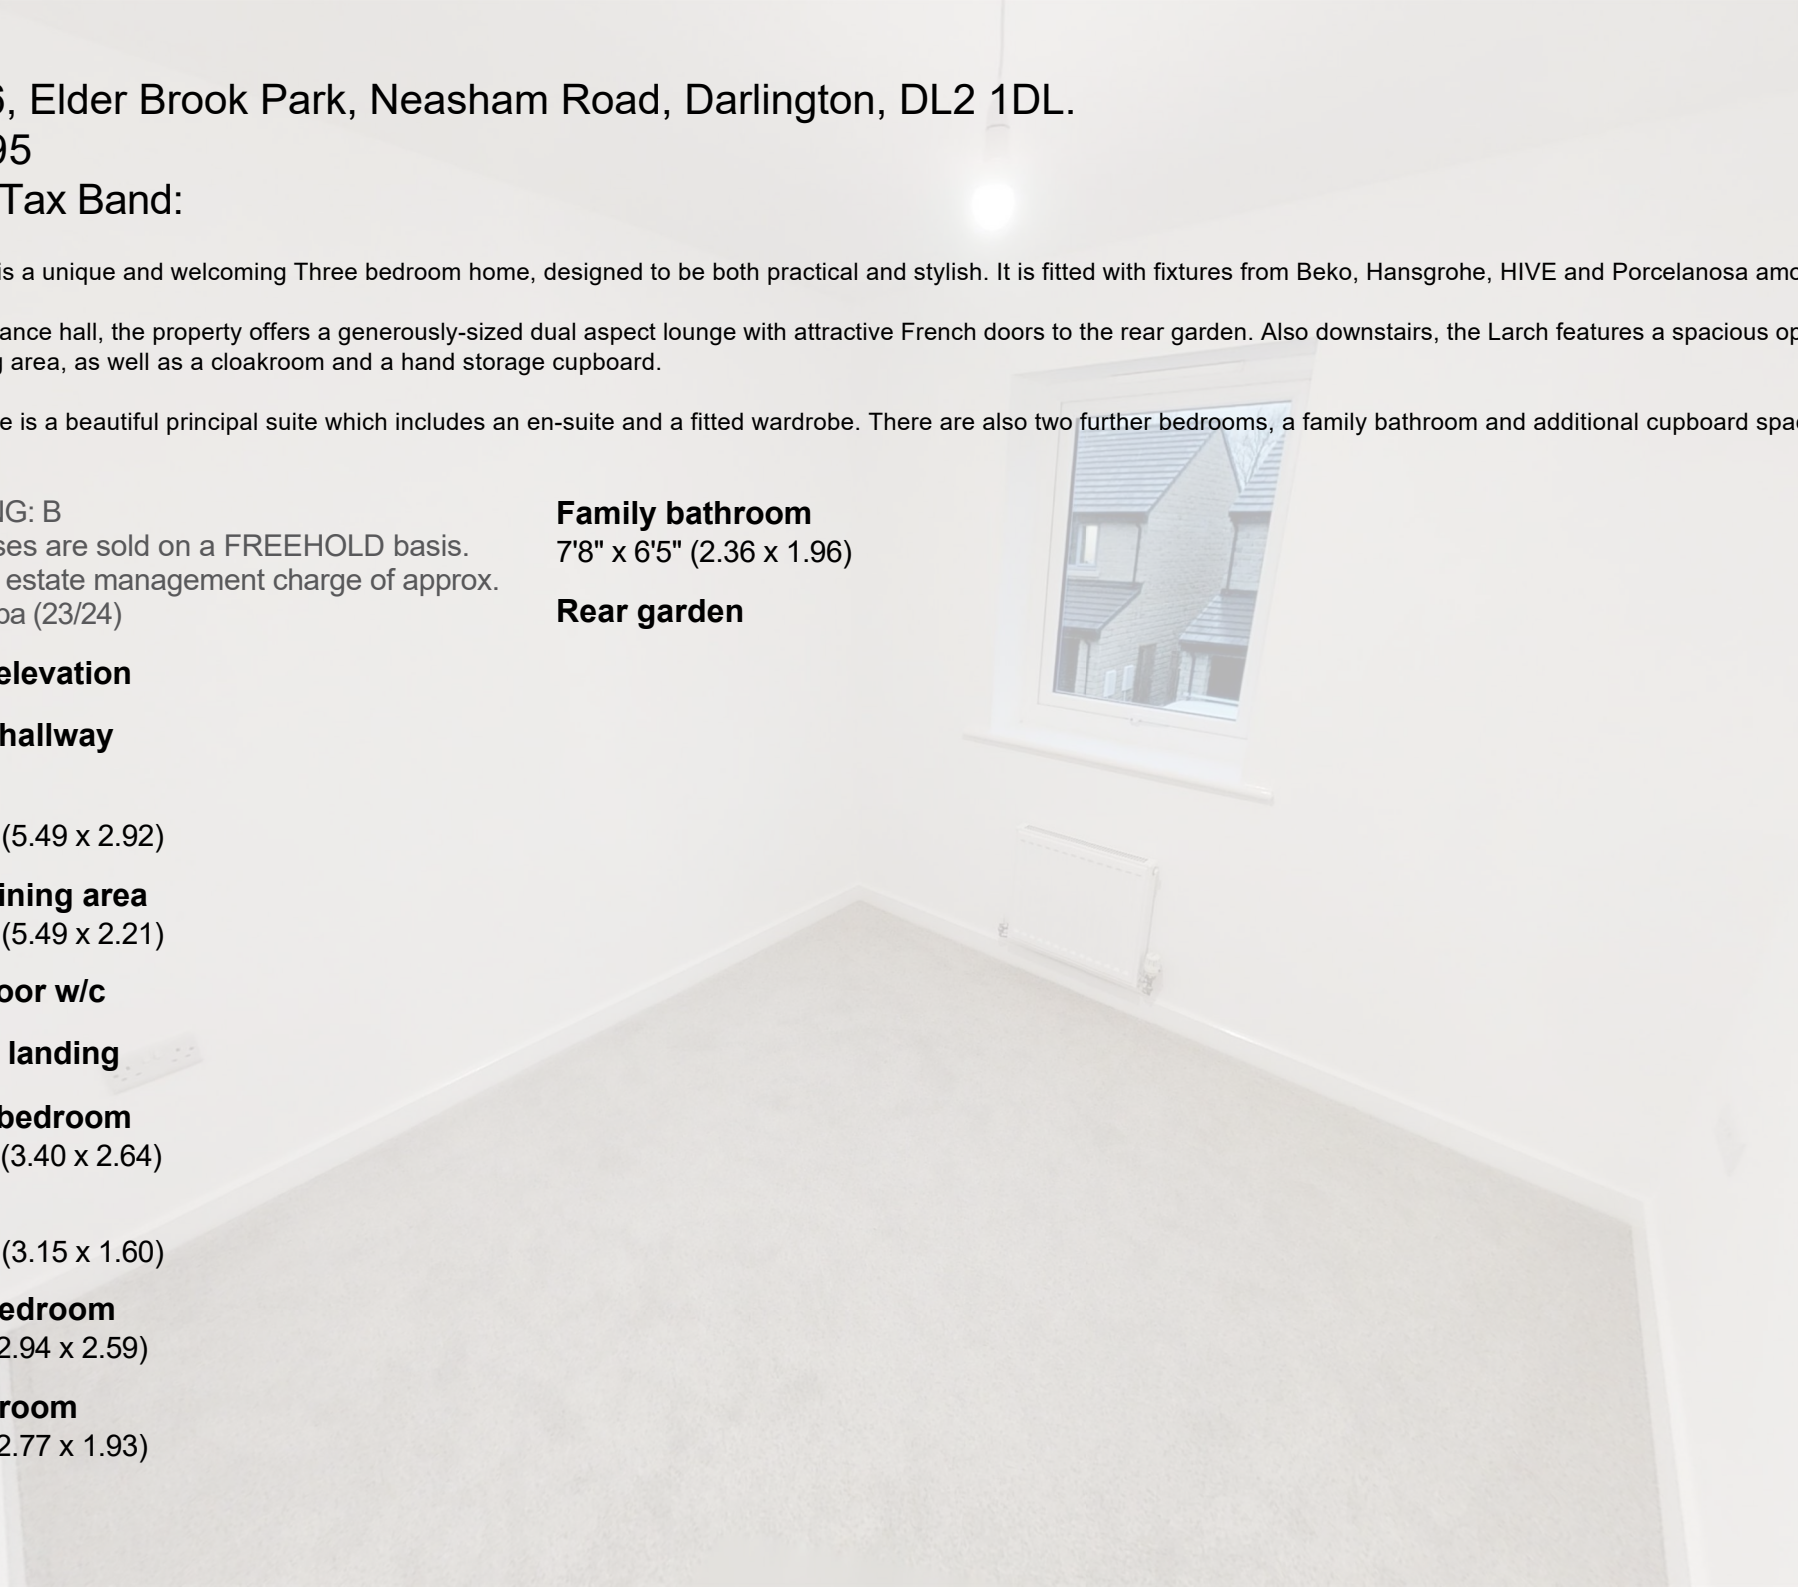 , Elder Brook Park, Neasham Road, Darlington, DL2 1DL.
95
Tax Band:
is a unique and welcoming Three bedroom home, designed to be both practical and stylish. It is fitted with fixtures from Beko, Hansgrohe, HIVE and Porcelanosa amo
ance hall, the property offers a generously-sized dual aspect lounge with attractive French doors to the rear garden. Also downstairs, the Larch features a spacious op
g area, as well as a cloakroom and a hand storage cupboard.
e is a beautiful principal suite which includes an en-suite and a fitted wardrobe. There are also two further bedrooms, a family bathroom and additional cupboard spa
NG: B
ses are sold on a FREEHOLD basis.
estate management charge of approx.
pa (23/24)
elevation
hallway
(5.49 x 2.92)
ining area
(5.49 x 2.21)
oor w/c
landing
bedroom
(3.40 x 2.64)
(3.15 x 1.60)
edroom
2.94 x 2.59)
room
2.77 x 1.93)
Family bathroom
7'8" x 6'5" (2.36 x 1.96)
Rear garden